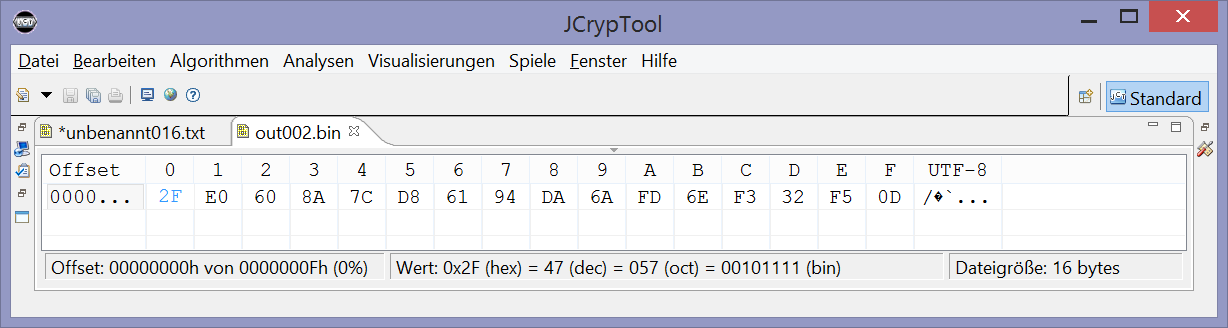 JCrypTool
Datei Bearbeiten Algorithmen Analysen Visualisierungen Spiele Fenster Hilfe
Standard
*unbenannt016.txt out002.bin
Offset 0 1 2 3 4 5 6 7 8 9 A B C D E F UTF-8
0000... 2F E0 60 8A 7C D8 61 94 DA 6A FD 6E F3 32 F5 0D /�`...
Offset: 00000000h von 0000000Fh (0%) Wert: 0x2F (hex) = 47 (dec) = 057 (oct) = 00101111 (bin) Dateigröße: 16 bytes